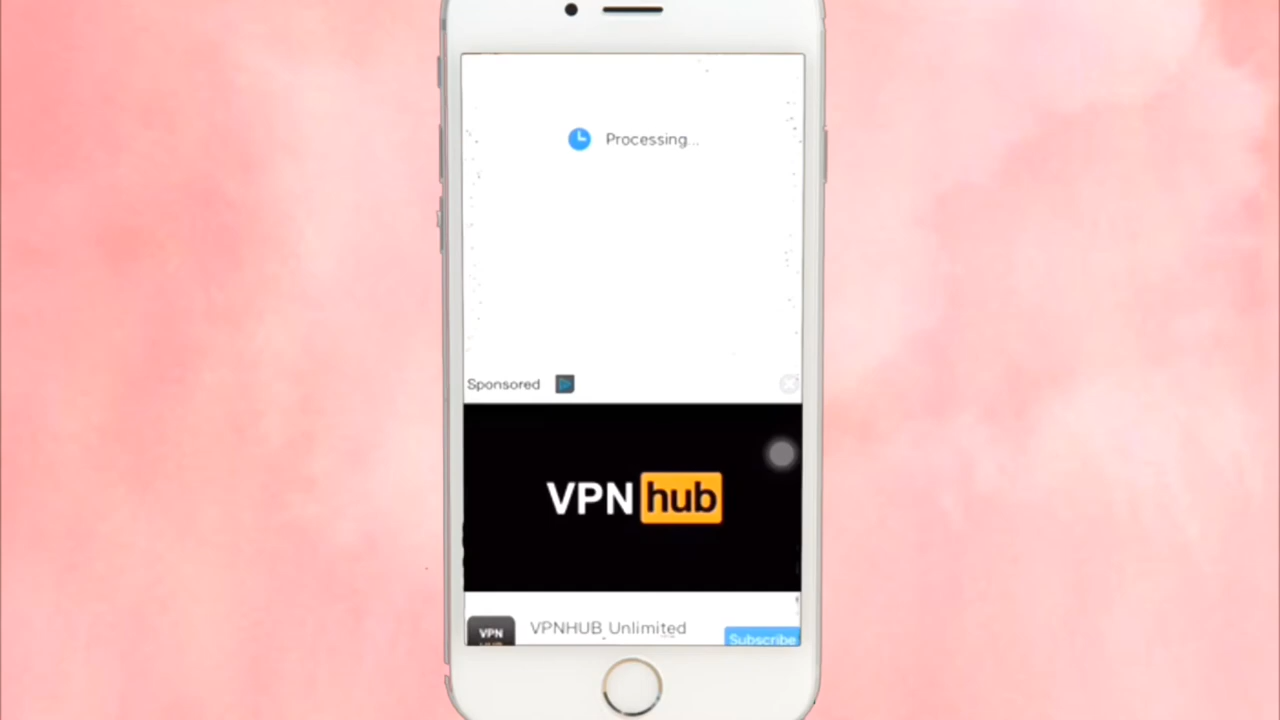 Processing...
Sponsored
VPN hub
VPN
VPNHUB Unlimited
Subscribe